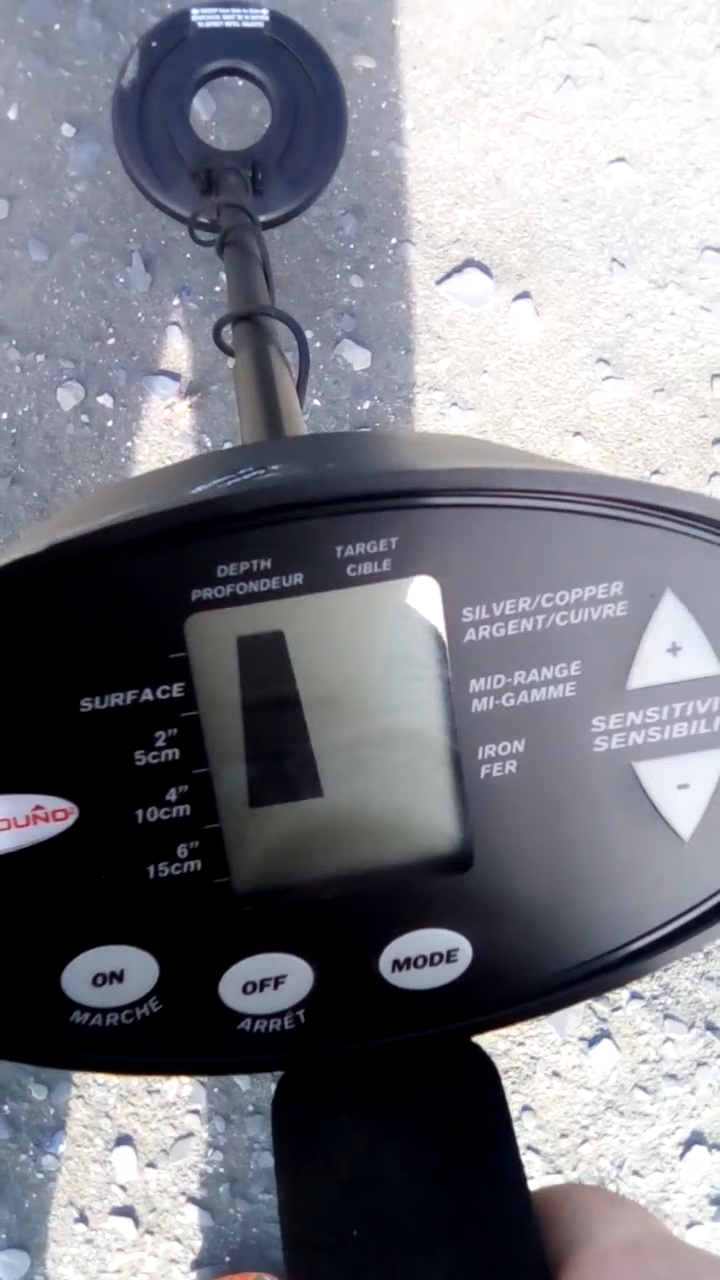 DEPTH
PROFONDEUR
TARGET
CIBLE
SILVER/COPPER
ARGENT/CUIVRE
MID-RANGE
MI-GAMME
IRON
FER
+
SENSITIVI
SENSIBILI
-
SURFACE
2"
5cm
4"
10cm
6"
15cm
OUND
ON
MARCHE
OFF
ARRÊT
MODE